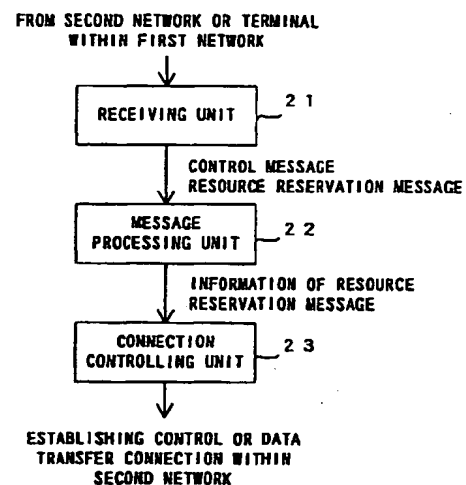 FROM SECOND NETWORK OR TERMINAL
WITHIN FIRST NETWORK
RECEIVING UNIT
21
CONTROL MESSAGE
RESOURCE RESERVATION MESSAGE
MESSAGE
PROCESSING UNIT
22
INFORMATION OF RESOURCE
RESERVATION MESSAGE
CONNECTION
CONTROLLING UNIT
23
ESTABLISHING CONTROL OR DATA
TRANSFER CONNECTION WITHIN
SECOND NETWORK